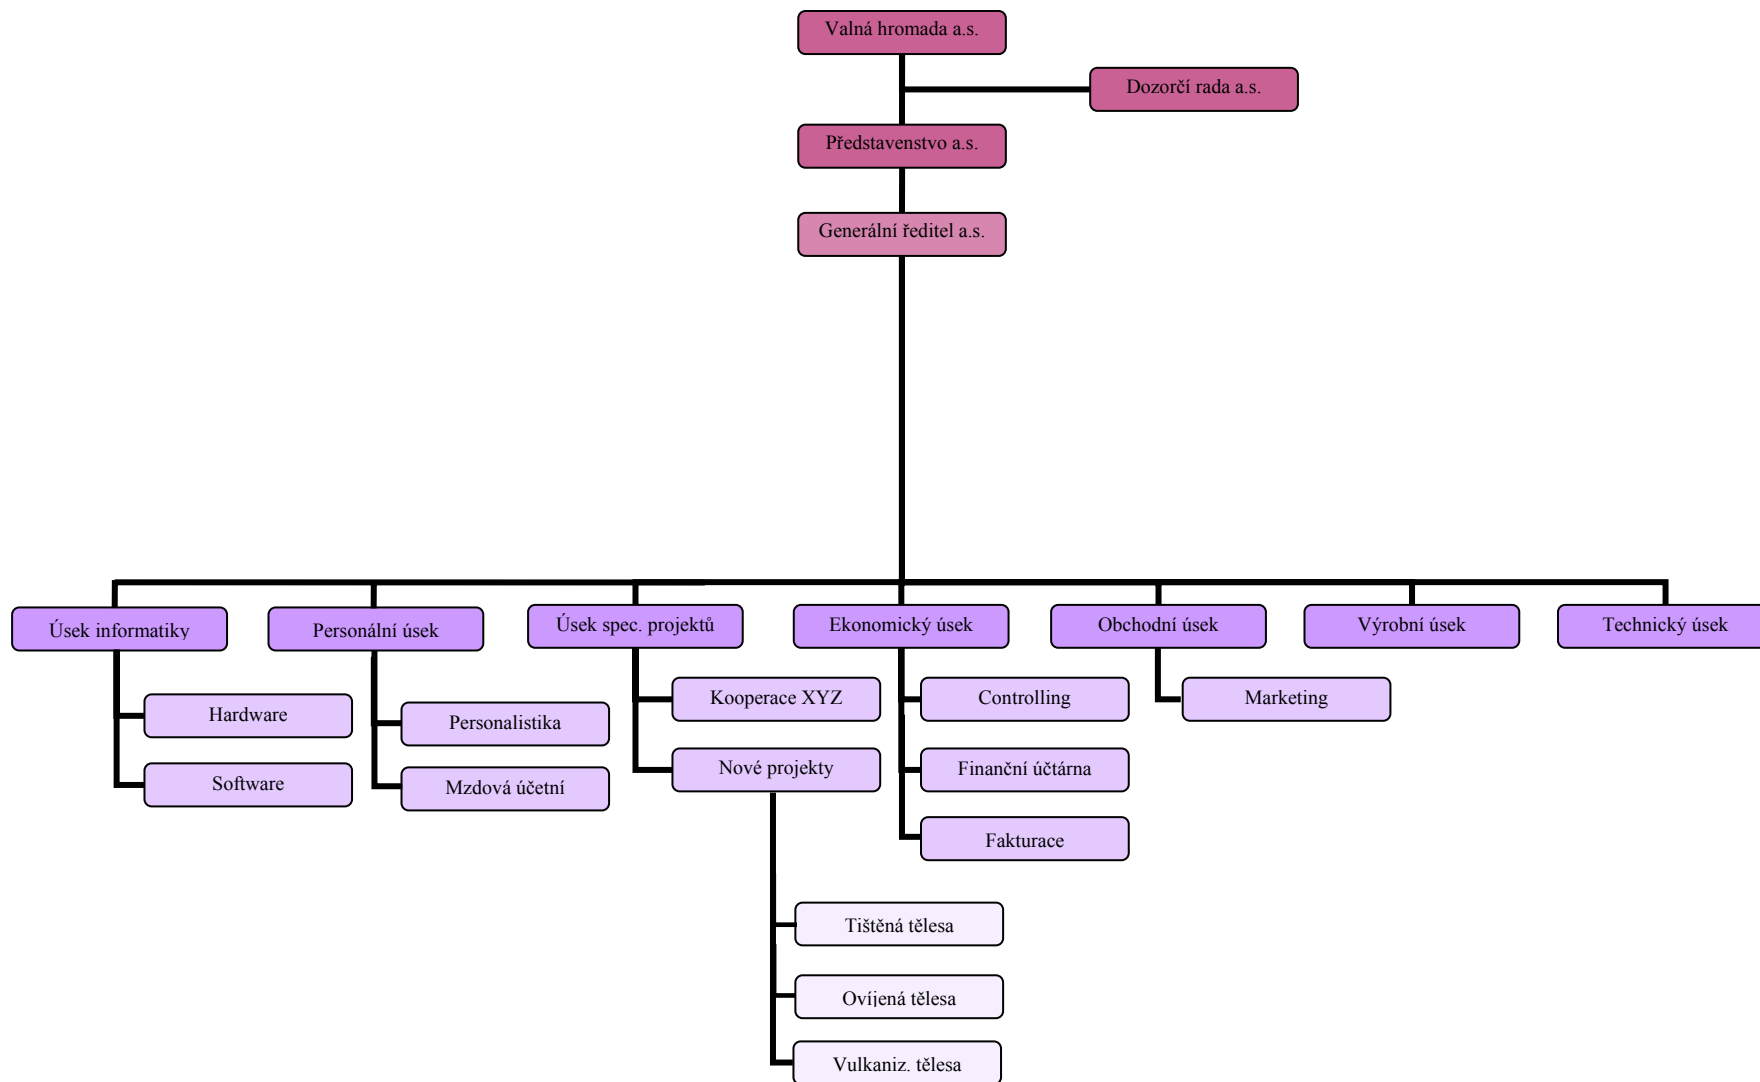 Valná hromada a.s.
Dozorčí rada a.s.
Představenstvo a.s.
Generální ředitel a.s.
Úsek informatiky
Personální úsek
Úsek spec. projektů
Ekonomický úsek
Obchodní úsek
Výrobní úsek
Technický úsek
Hardware
Software
Personalistika
Mzdová účetní
Kooperace XYZ
Nové projekty
Tištěná tělesa
Ovíjená tělesa
Vulkaniz. tělesa
Controlling
Finanční účtárna
Fakturace
Marketing